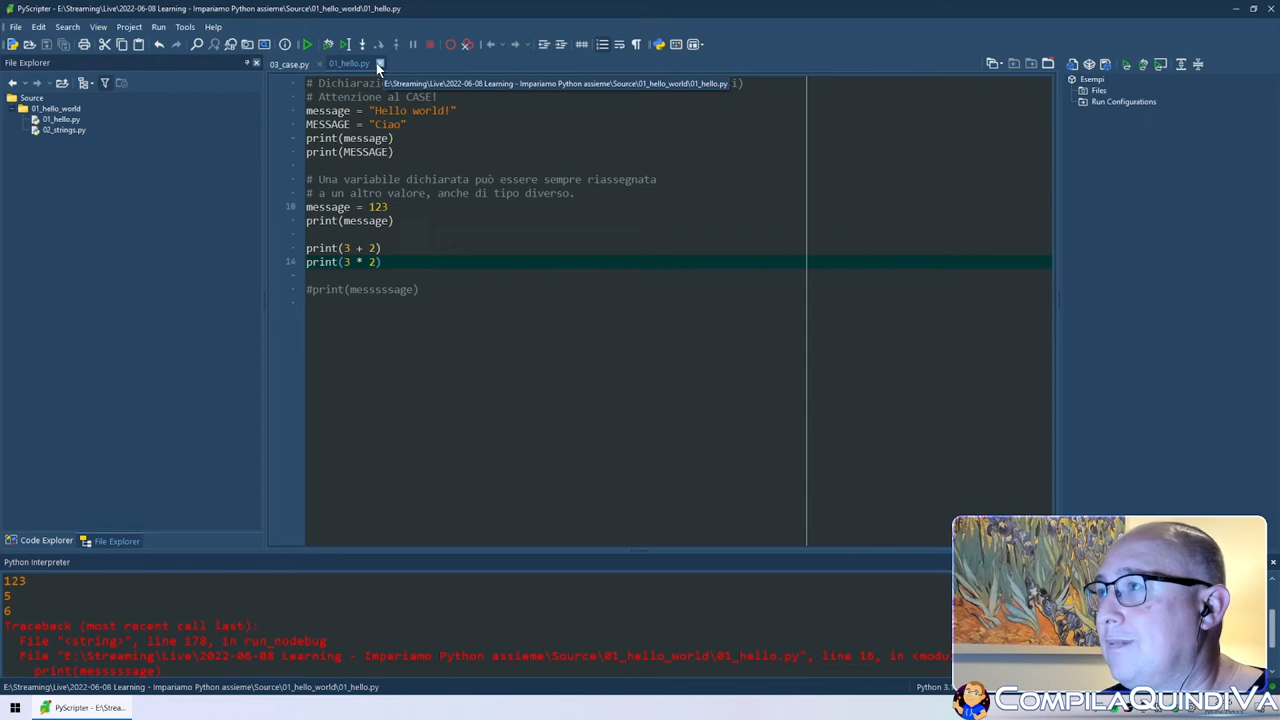 PyScripter - E:\Streaming\Live\2022-06-08 Learning - Impariamo Python assieme\Source\01_hello_world\01_hello.py
File Edit Search View Project Run Tools Help
File Explorer
03_case.py
01_hello.py
E:\Streaming\Live\2022-06-08 Learning - Impariamo Python assieme\Source\01_hello_world\01_hello.py
Source
01_hello_world
01_hello.py
02_strings.py
# Dichiarazi i)
# Attenzione al CASE!
message = "Hello world!"
MESSAGE = "Ciao"
print(message)
print(MESSAGE)
# Una variabile dichiarata può essere sempre riassegnata
# a un altro valore, anche di tipo diverso.
10 message = 123
print(message)
print(3 + 2)
14 print(3 * 2)
#print(messsssage)
Esempi
Files
Run Configurations
Code Explorer
File Explorer
Python Interpreter
123
5
6
Traceback (most recent call last):
File "<string>", line 178, in run_nodebug
File "E:\Streaming\Live\2022-06-08 Learning - Impariamo Python assieme\Source\01_hello_world\01_hello.py", line 16, in <modu
print(messsssage)
E:\Streaming\Live\2022-06-08 Learning - Impariamo Python assieme\Source\01_hello_world\01_hello.py
Python 3.
PyScripter - E:\Strea...
COMPILAQUINDIVA